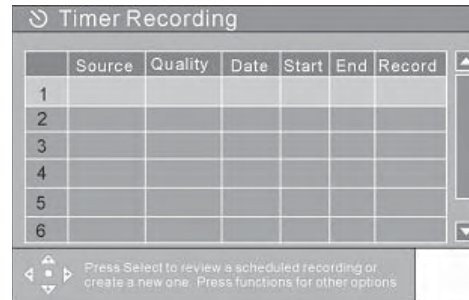 Timer Recording
Source Quality Date Start End Record
1
2
3
4
5
6
Press Select to review a scheduled recording or
create a new one. Press functions for other options